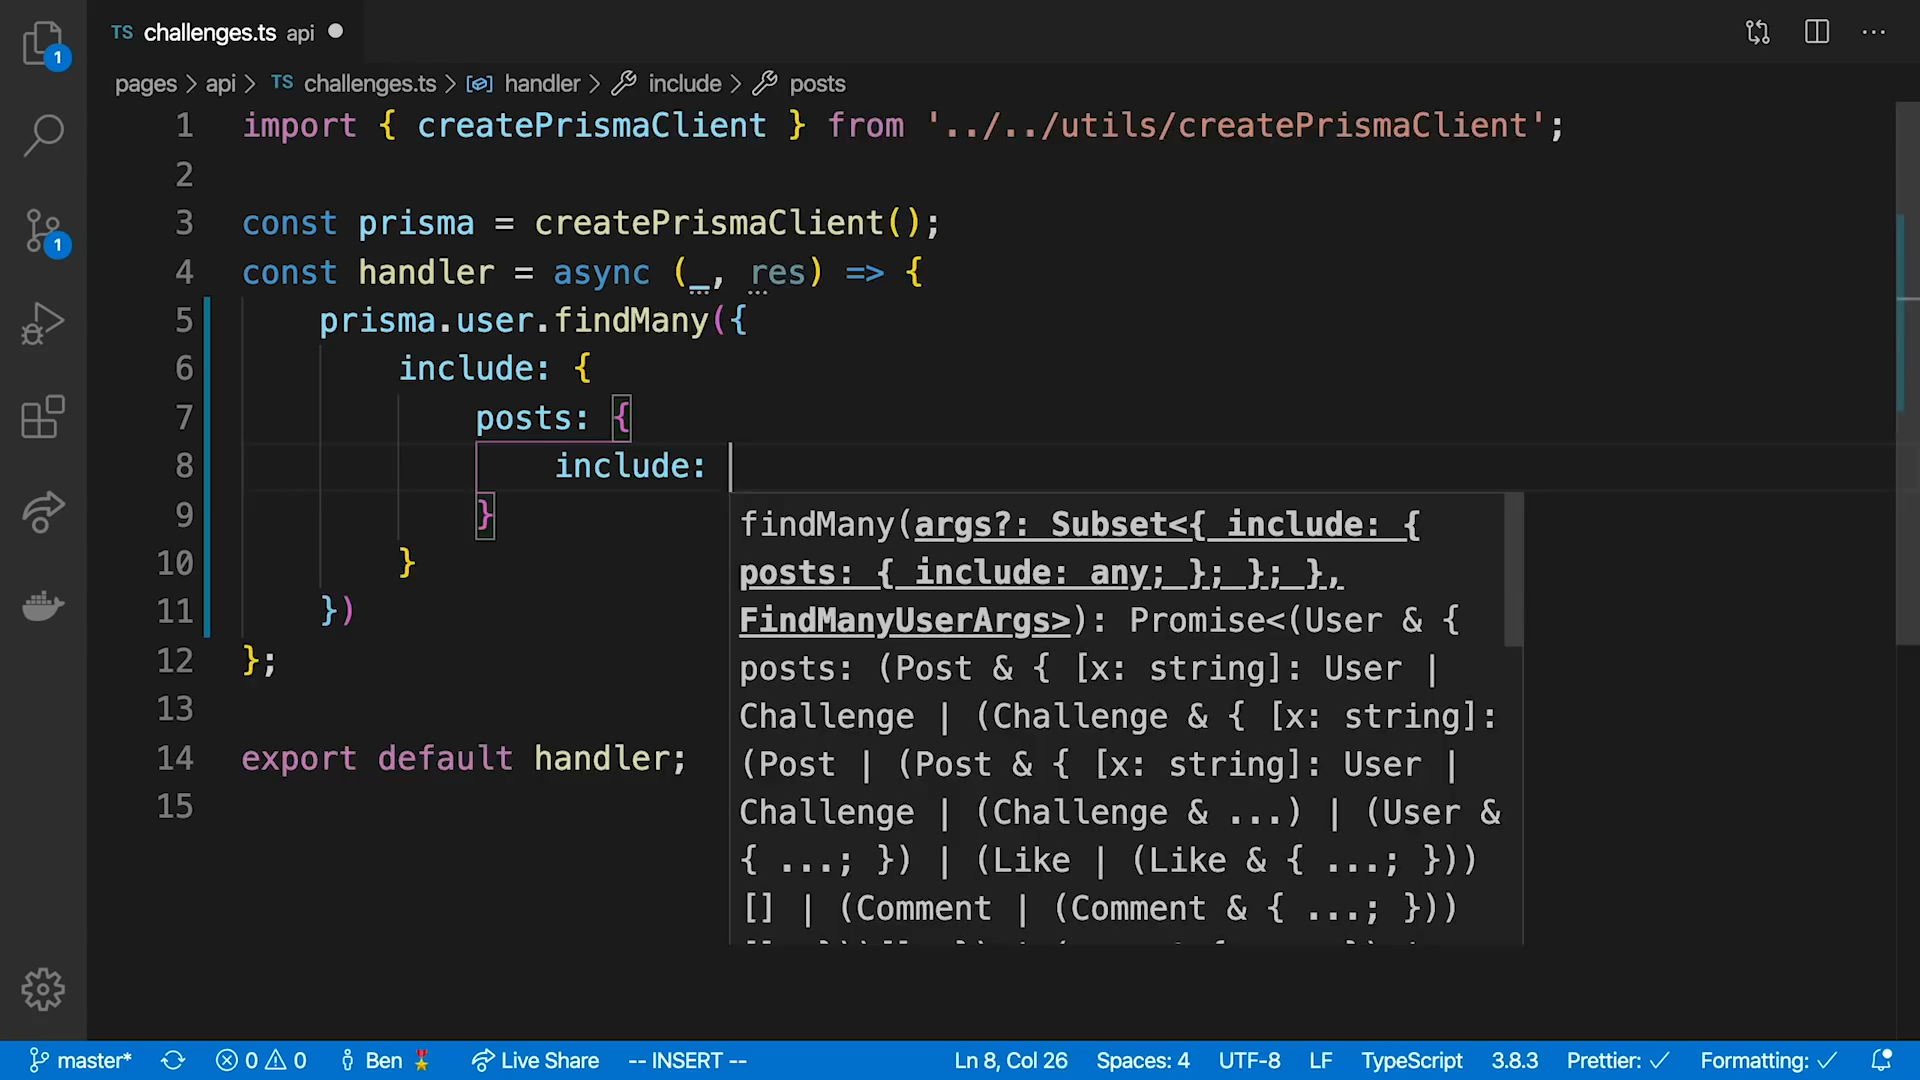 TS challenges.ts api
pages > api > TS challenges.ts > handler > include > posts
1 import { createPrismaClient } from '../../utils/createPrismaClient';
2
3 const prisma = createPrismaClient();
4 const handler = async (_, res) => {
5 prisma.user.findMany({
6 include: {
7 posts: {
8 include:
9 }
10 }
11 })
12 };
13
14 export default handler;
15
findMany(args?: Subset<{ include: {
posts: { include: any; }; }; },
FindManyUserArgs>): Promise<(User & {
posts: (Post & { [x: string]: User |
Challenge | (Challenge & { [x: string]:
(Post | (Post & { [x: string]: User |
Challenge | (Challenge & ...) | (User &
{ ...; }) | (Like | (Like & { ...; }))
[] | (Comment | (Comment & { ...; }))
1
1
master* 0 0 Ben Live Share -- INSERT -- Ln 8, Col 26 Spaces: 4 UTF-8 LF TypeScript 3.8.3 Prettier: ✓ Formatting: ✓